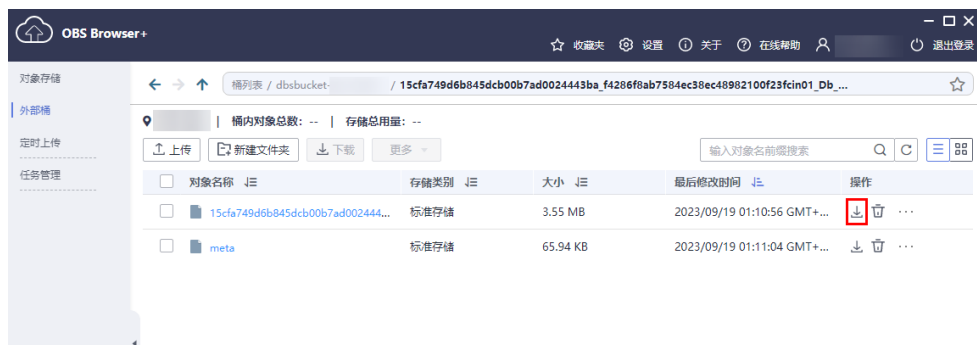 OBS Browser+
收藏夹 设置 关于 在线帮助 退出登录
对象存储
外部桶
定时上传
任务管理
桶列表 / dbsbucket- / 15cfa749d6b845dcb00b7ad0024443ba_f4286f8ab7584ec38ec48982100f23fcin01_Db_...
| 桶内对象总数: -- | 存储总用量: --
上传 新建文件夹 下载 更多 输入对象名前缀搜索
对象名称 存储类别 大小 最后修改时间 操作
15cfa749d6b845dcb00b7ad002444... 标准存储 3.55 MB 2023/09/19 01:10:56 GMT+... ...
meta 标准存储 65.94 KB 2023/09/19 01:11:04 GMT+... ...